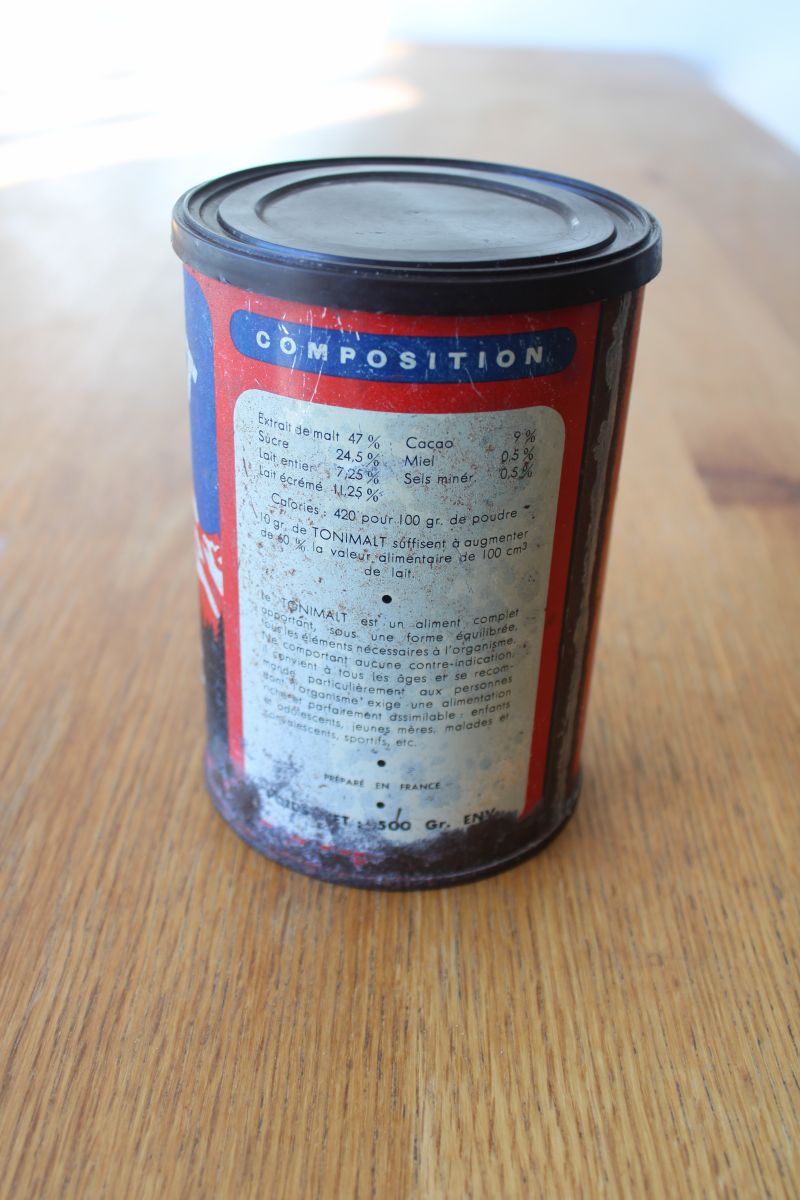 COMPOSITION
Extrait de malt 47 % Cacao 9 %
Sucre 24,5 % Miel 0,5 %
Lait entier 7,25 % Sels minér. 0,5 %
Lait écrémé 11,25 %
Calories : 420 pour 100 gr. de poudre
10 gr. de TONIMALT suffisent à augmenter
de 60 % la valeur alimentaire de 100 cm³
de lait.
Le TONIMALT est un aliment complet
apportant, sous une forme équilibrée,
tous les éléments nécessaires à l'organisme.
Ne comportant aucune contre-indication,
il convient à tous les âges et se recom-
mande particulièrement aux personnes
dont l'organisme exige une alimentation
riche et parfaitement assimilable : enfants
et adolescents, jeunes mères, malades et
convalescents, sportifs, etc.
PRÉPARÉ EN FRANCE
POIDS NET : 500 Gr. ENV.